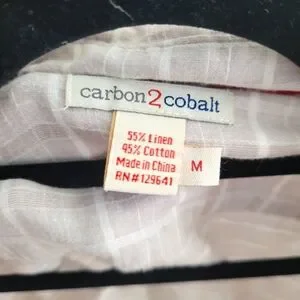 carbon2cobalt
55% Linen
45% Cotton
Made in China
RN#129641
M